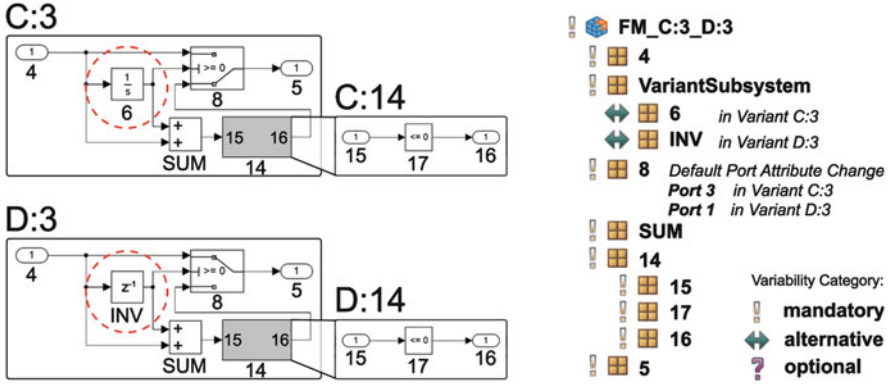 C:3
1
4
1
s
6
>= 0
8
1
5
+
+
SUM
15 16
14
C:14
1
15
<= 0
17
1
16
D:3
1
4
z-1
INV
>= 0
8
1
5
+
+
SUM
15 16
14
D:14
1
15
<= 0
17
1
16
FM_C:3_D:3
4
VariantSubsystem
6 in Variant C:3
INV in Variant D:3
8 Default Port Attribute Change
Port 3 in Variant C:3
Port 1 in Variant D:3
SUM
14
15
17
16
5
Variability Category:
! mandatory
alternative
? optional